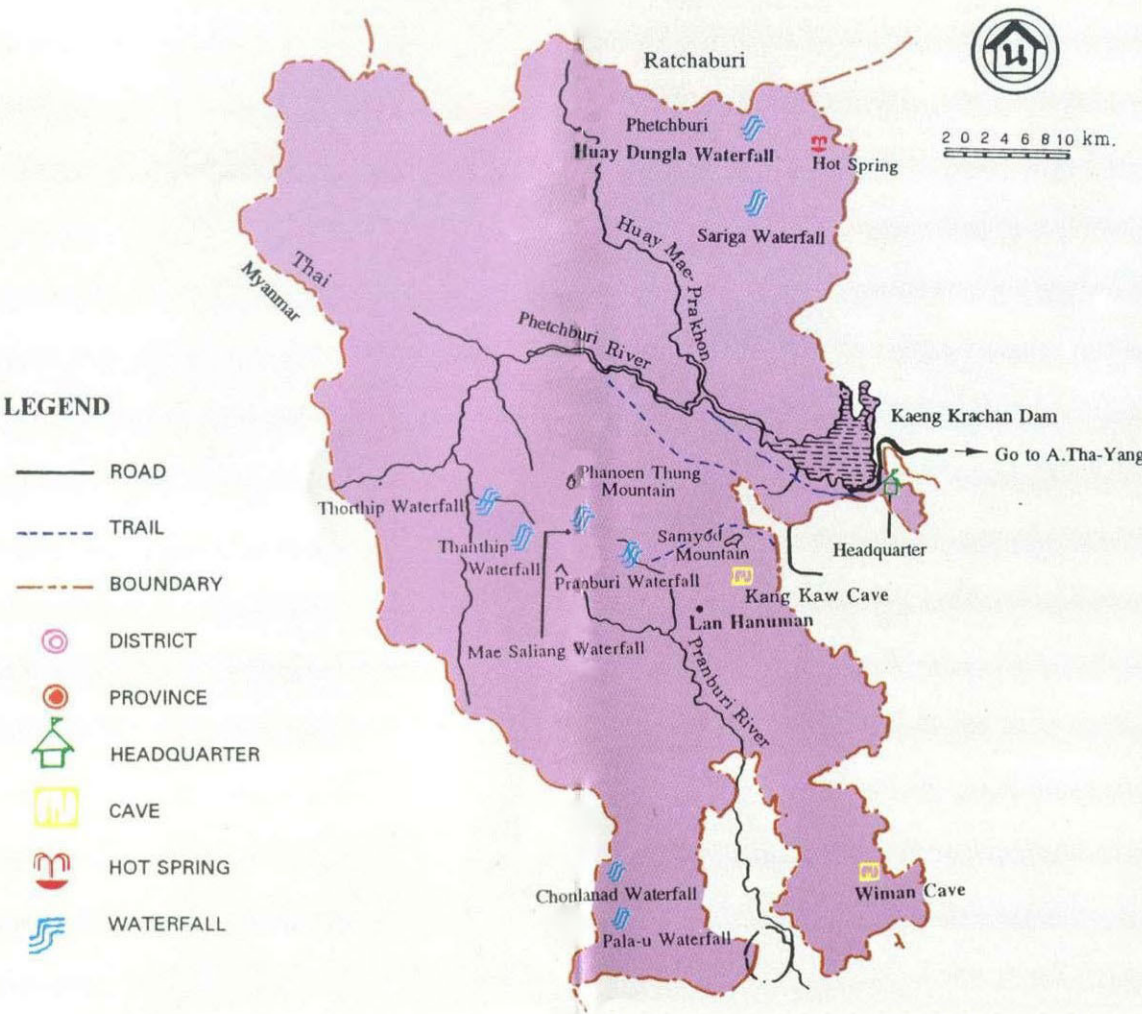 Ratchaburi
น
Phetchburi
Huay Dungla Waterfall
Hot Spring
2 0 2 4 6 8 10 km.
Sariga Waterfall
Huay Mae-Prakhon
Thai
Myanmar
Phetchburi River
Kaeng Krachan Dam
Go to A.Tha-Yang
Phanoen Thung
Mountain
Thorthip Waterfall
Thanthip
Waterfall
Samyod
Mountain
Headquarter
Pranburi Waterfall
Kang Kaw Cave
Lan Hanuman
Mae Saliang Waterfall
Pranburi River
Chonlanad Waterfall
Wiman Cave
Pala-u Waterfall
LEGEND
ROAD
TRAIL
BOUNDARY
DISTRICT
PROVINCE
HEADQUARTER
CAVE
HOT SPRING
WATERFALL